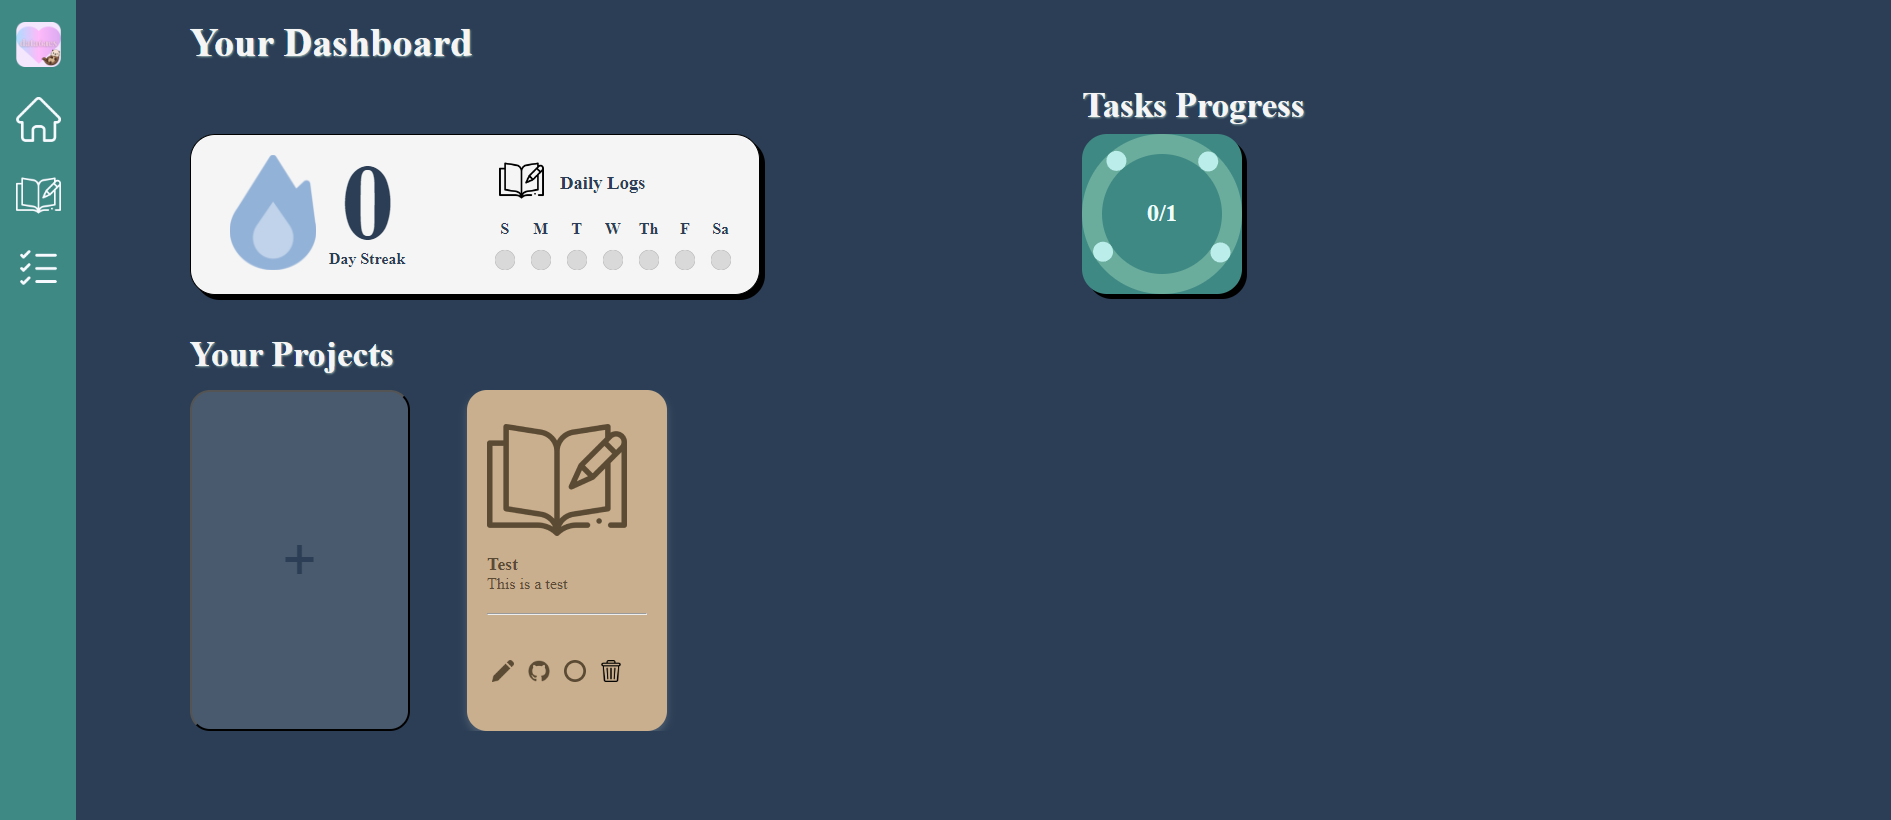 Your Dashboard
Tasks Progress
0
Day Streak
Daily Logs
S M T W Th F Sa
0/1
Your Projects
+
Test
This is a test